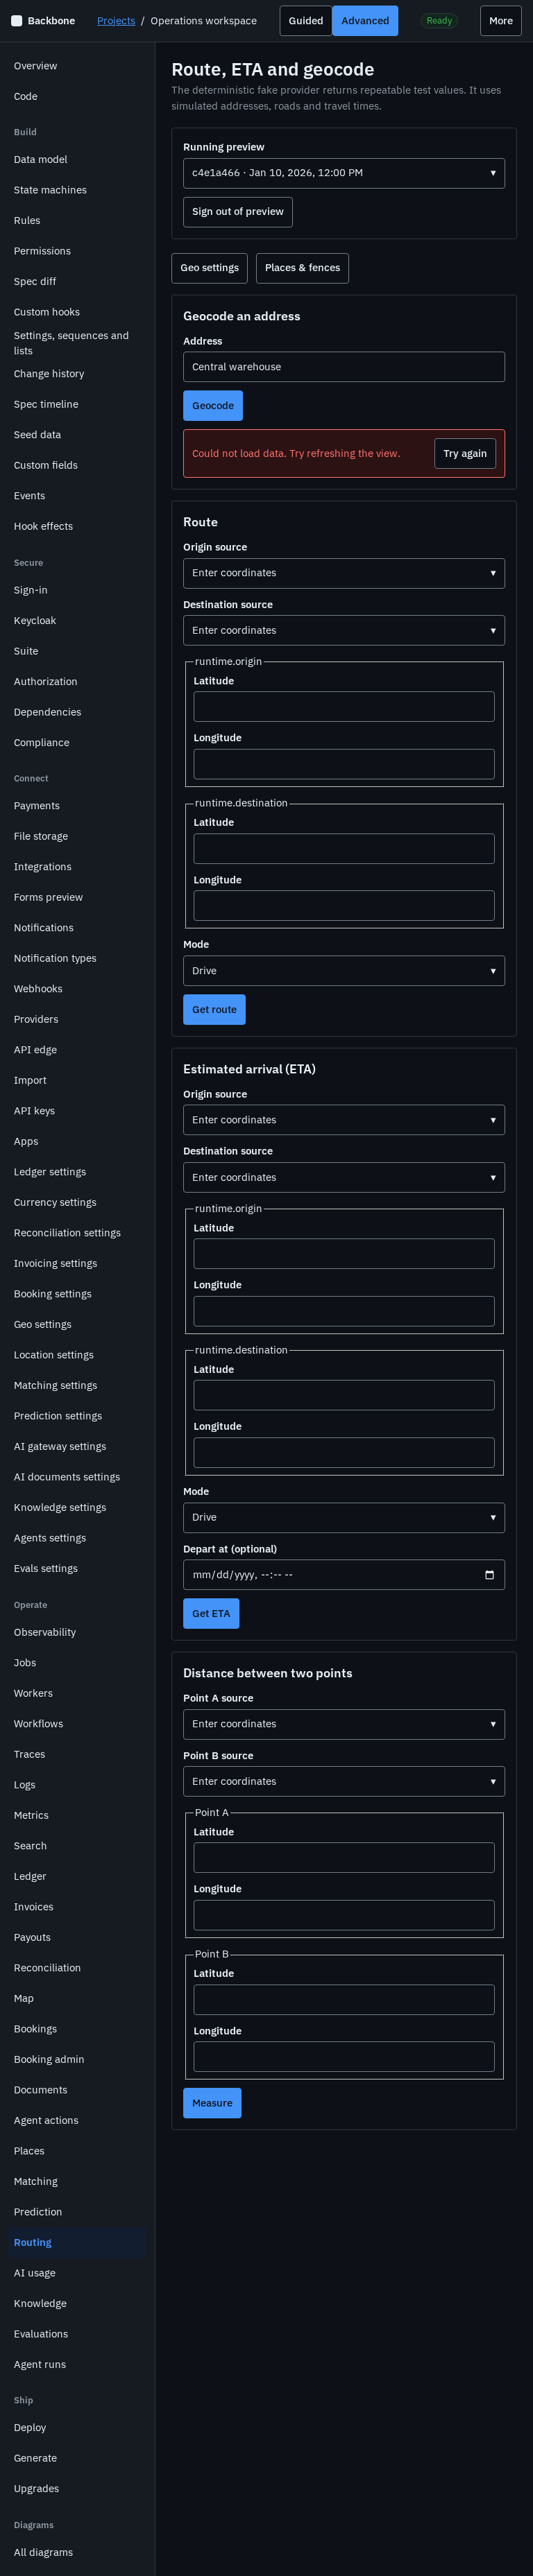 Backbone
Projects / Operations workspace
Guided
Advanced
Ready
More
Overview
Code
Build
Data model
State machines
Rules
Permissions
Spec diff
Custom hooks
Settings, sequences and
lists
Change history
Spec timeline
Seed data
Custom fields
Events
Hook effects
Secure
Sign-in
Keycloak
Suite
Authorization
Dependencies
Compliance
Connect
Payments
File storage
Integrations
Forms preview
Notifications
Notification types
Webhooks
Providers
API edge
Import
API keys
Apps
Ledger settings
Currency settings
Reconciliation settings
Invoicing settings
Booking settings
Geo settings
Location settings
Matching settings
Prediction settings
AI gateway settings
AI documents settings
Knowledge settings
Agents settings
Evals settings
Operate
Observability
Jobs
Workers
Workflows
Traces
Logs
Metrics
Search
Ledger
Invoices
Payouts
Reconciliation
Map
Bookings
Booking admin
Documents
Agent actions
Places
Matching
Prediction
Routing
AI usage
Knowledge
Evaluations
Agent runs
Ship
Deploy
Generate
Upgrades
Diagrams
All diagrams
Route, ETA and geocode
The deterministic fake provider returns repeatable test values. It uses
simulated addresses, roads and travel times.
Running preview
c4e1a466 · Jan 10, 2026, 12:00 PM
Sign out of preview
Geo settings
Places & fences
Geocode an address
Address
Central warehouse
Geocode
Could not load data. Try refreshing the view.
Try again
Route
Origin source
Enter coordinates
Destination source
Enter coordinates
runtime.origin
Latitude
Longitude
runtime.destination
Latitude
Longitude
Mode
Drive
Get route
Estimated arrival (ETA)
Origin source
Enter coordinates
Destination source
Enter coordinates
runtime.origin
Latitude
Longitude
runtime.destination
Latitude
Longitude
Mode
Drive
Depart at (optional)
mm/dd/yyyy, --:-- --
Get ETA
Distance between two points
Point A source
Enter coordinates
Point B source
Enter coordinates
Point A
Latitude
Longitude
Point B
Latitude
Longitude
Measure